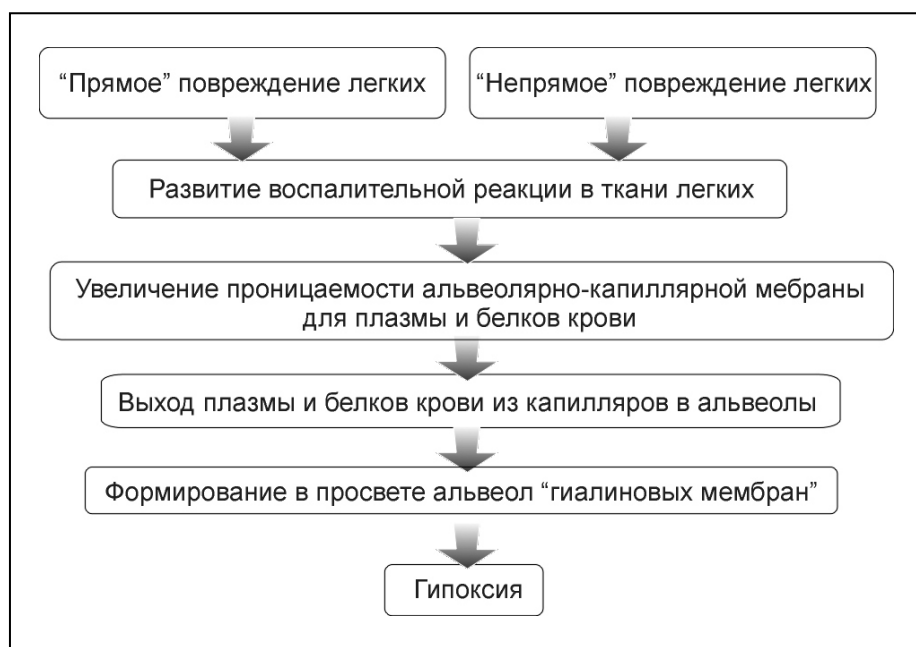 “Прямое” повреждение легких
“Непрямое” повреждение легких
Развитие воспалительной реакции в ткани легких
Увеличение проницаемости альвеолярно-капиллярной мебраны
для плазмы и белков крови
Выход плазмы и белков крови из капилляров в альвеолы
Формирование в просвете альвеол “гиалиновых мембран”
Гипоксия